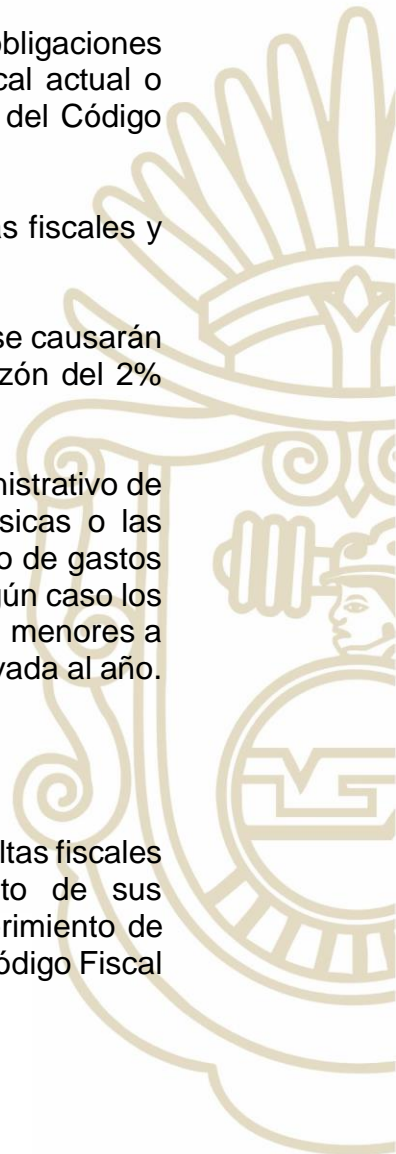 obligaciones
cal actual o
del Código
as fiscales y
se causarán
zón del 2%
nistrativo de
sicas o las
o de gastos
gún caso los
menores a
vada al año.
ltas fiscales
to de sus
rimiento de
ódigo Fiscal